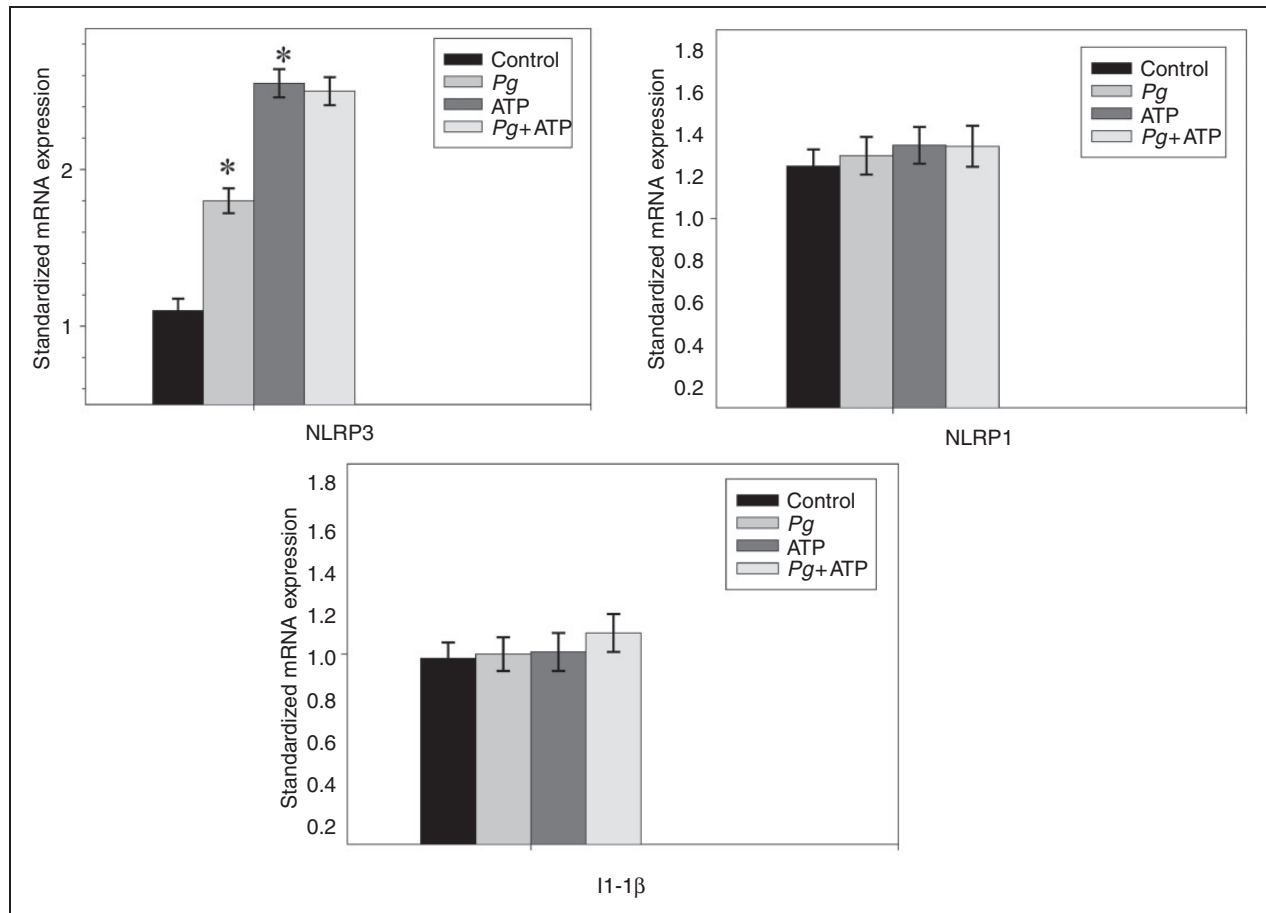 Standardized mRNA expression
2
1
*
*
Control
Pg
ATP
Pg+ATP
NLRP3
Standardized mRNA expression
1.8
1.6
1.4
1.2
1.0
0.8
0.6
0.4
0.2
Control
Pg
ATP
Pg+ATP
NLRP1
Standardized mRNA expression
1.8
1.6
1.4
1.2
1.0
0.8
0.6
0.4
0.2
Control
Pg
ATP
Pg+ATP
I1-1β